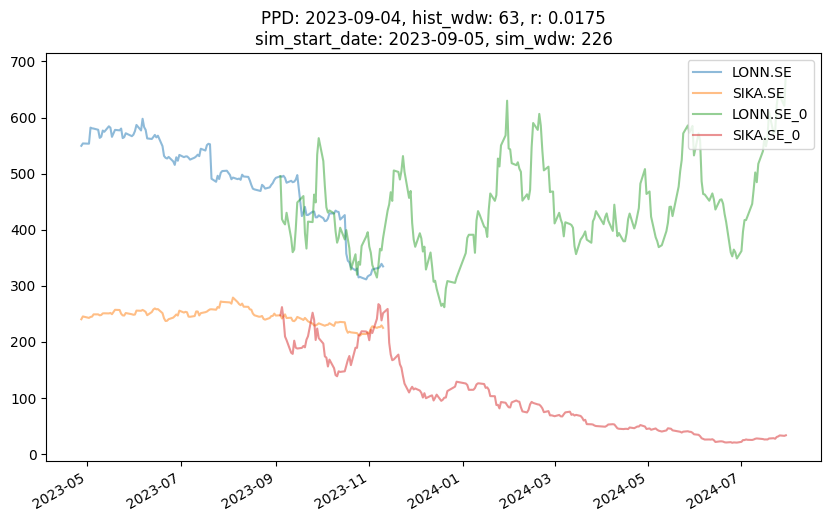 PPD: 2023-09-04, hist_wdw: 63, r: 0.0175
sim_start_date: 2023-09-05, sim_wdw: 226
700
600
500
400
300
200
100
0
LONN.SE
SIKA.SE
LONN.SE_0
SIKA.SE_0
2023-05
2023-07
2023-09
2023-11
2024-01
2024-03
2024-05
2024-07